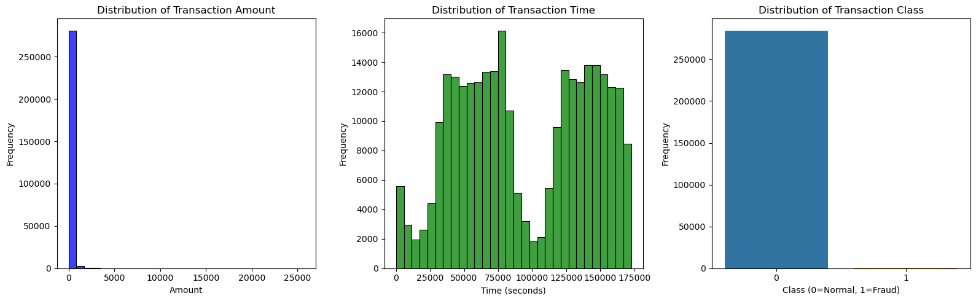 Distribution of Transaction Amount
250000
200000
150000
100000
50000
0
Frequency
0 5000 10000 15000 20000 25000
Amount
Distribution of Transaction Time
16000
14000
12000
10000
8000
6000
4000
2000
0
Frequency
0 25000 50000 75000 100000 125000 150000 175000
Time (seconds)
Distribution of Transaction Class
250000
200000
150000
100000
50000
0
Frequency
0 1
Class (0=Normal, 1=Fraud)